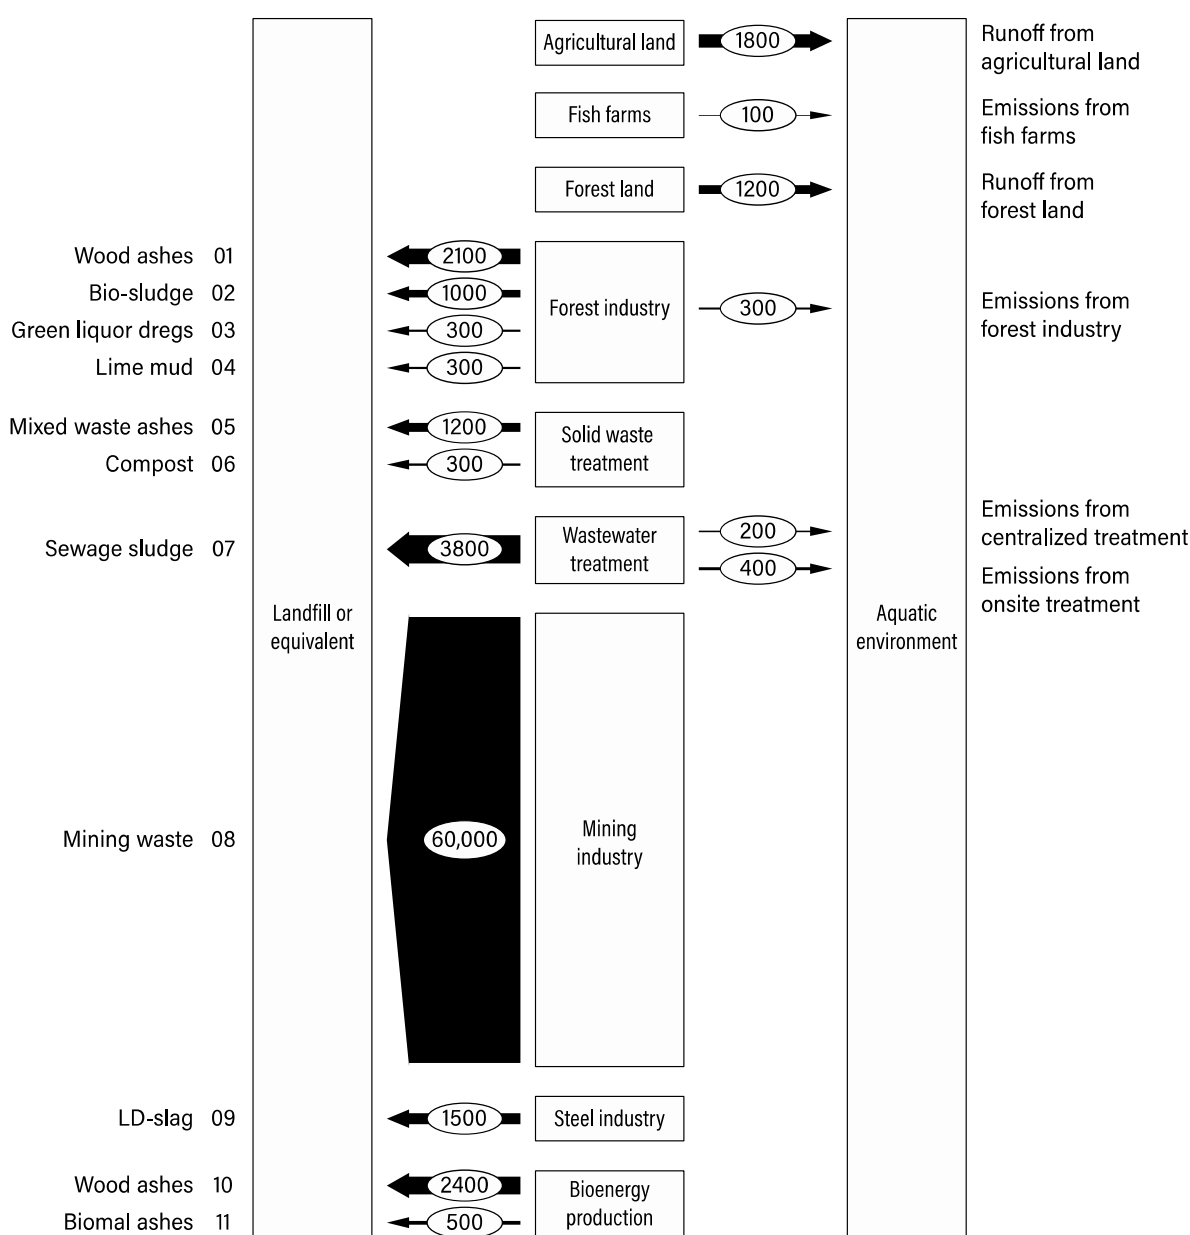 Agricultural land 1800 Runoff from
agricultural land
Fish farms 100 Emissions from
fish farms
Forest land 1200 Runoff from
forest land
Wood ashes 01 2100
Bio-sludge 02 1000
Green liquor dregs 03 300
Lime mud 04 300
Forest industry 300 Emissions from
forest industry
Mixed waste ashes 05 1200
Compost 06 300
Solid waste
treatment
Sewage sludge 07 3800
Wastewater
treatment
200 Emissions from
centralized treatment
400 Emissions from
onsite treatment
Landfill or
equivalent
Aquatic
environment
Mining waste 08 60,000
Mining
industry
LD-slag 09 1500 Steel industry
Wood ashes 10 2400
Biomal ashes 11 500
Bioenergy
production